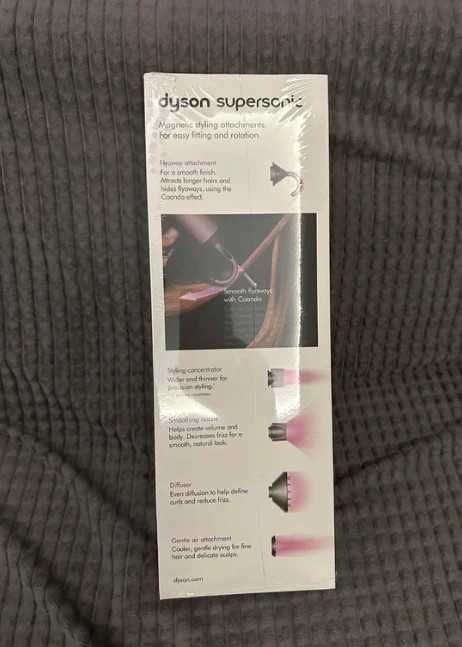 dyson supersonic
Magnetic styling attachments.
For easy fitting and rotation.
Flyaway attachment
For a smooth finish.
Attracts longer hairs and
hides flyaways, using the
Coanda effect.
Smooth flyaways
with Coanda
Styling concentrator
Wider and thinner for
precision styling.
Smoothing nozzle
Helps create volume and
body. Decreases frizz for a
smooth, natural look.
Diffuser
Even diffusion to help define
curls and reduce frizz.
Gentle air attachment
Cooler, gentle drying for fine
hair and delicate scalps.
dyson.com